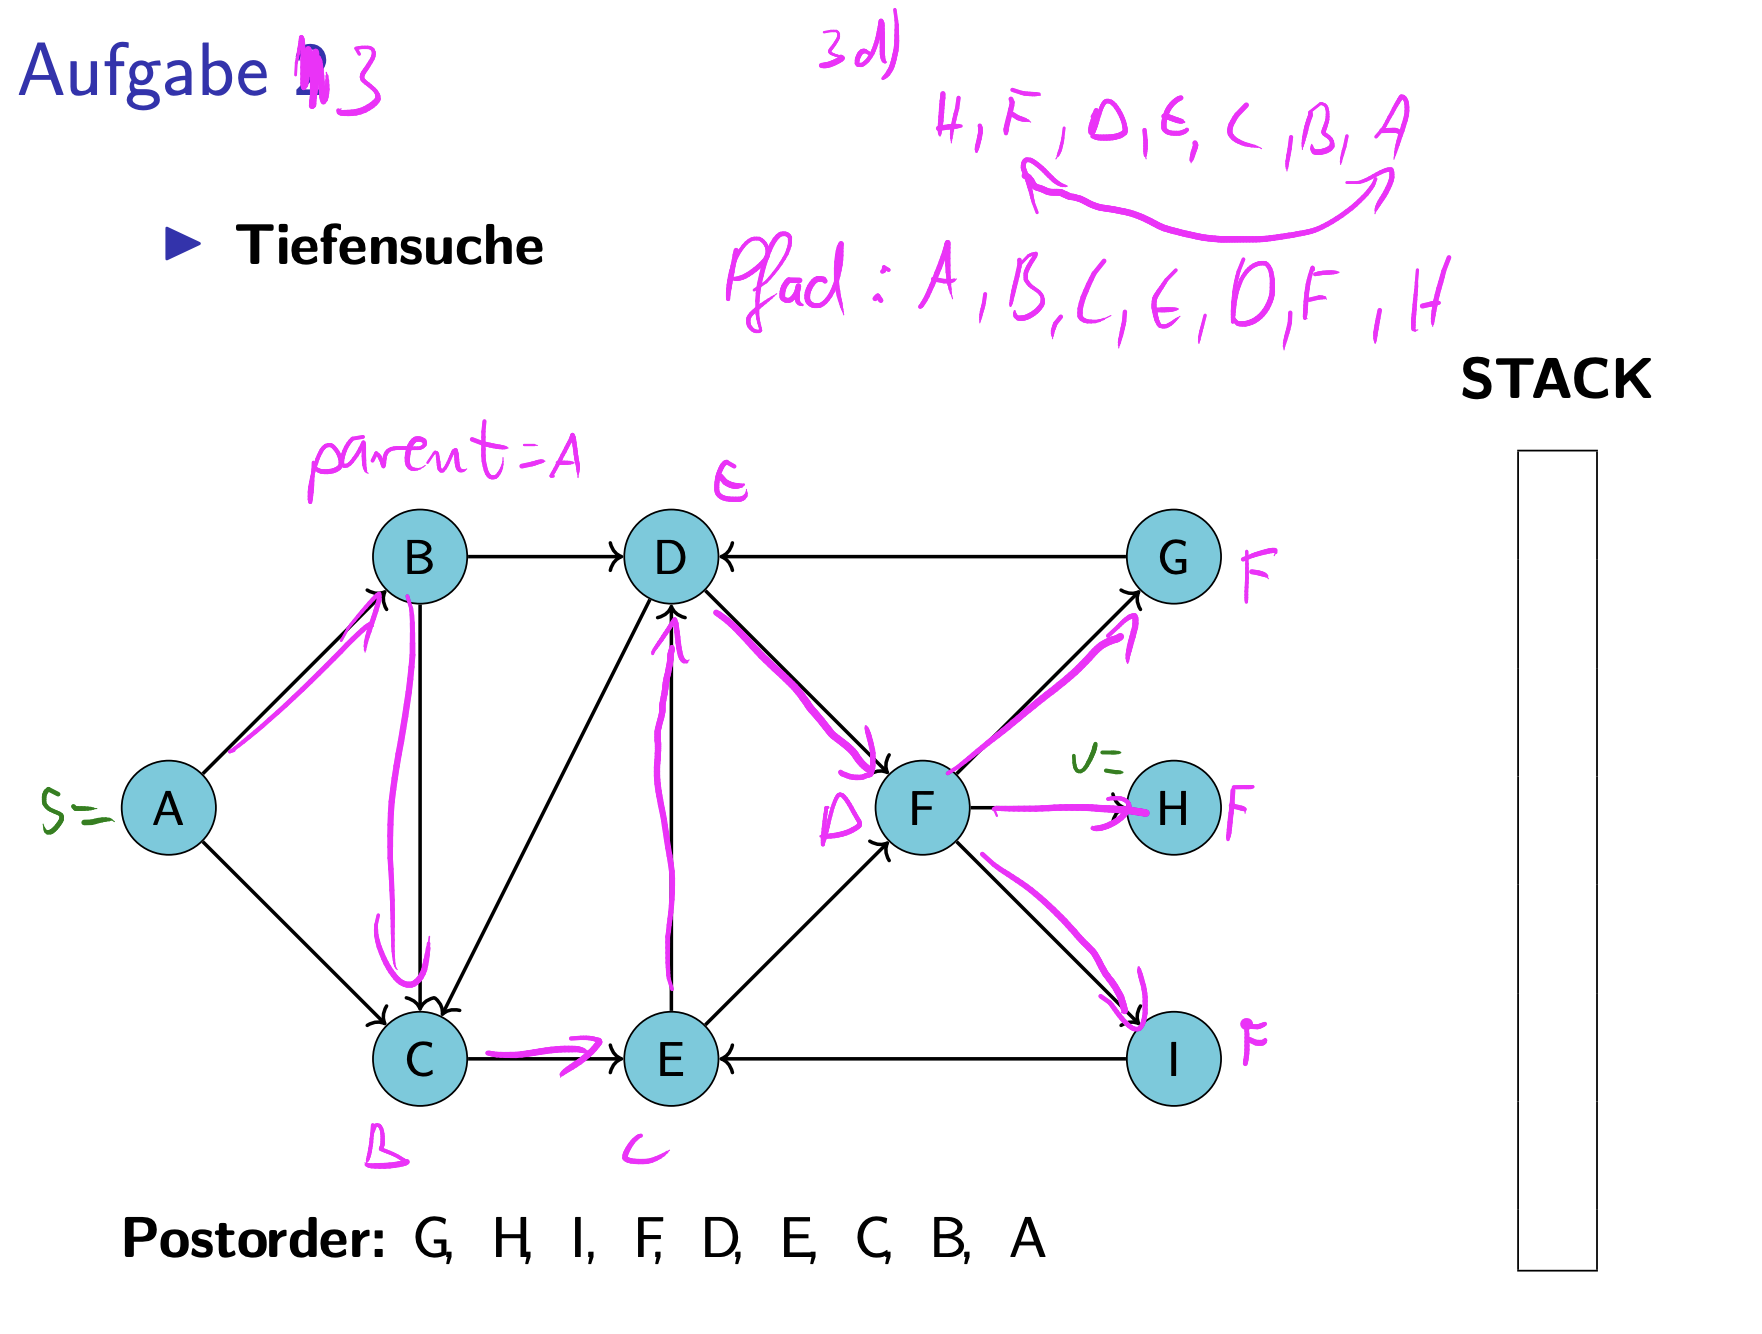 Aufgabe 3
3d)
H, F, D, E, C, B, A
▶ Tiefensuche
Pfad: A, B, C, E, D, F, H
STACK
parent=A
E
B D G F
S= A
D F v= H F
C E I F
B C
Postorder: G, H, I, F, D, E, C, B, A